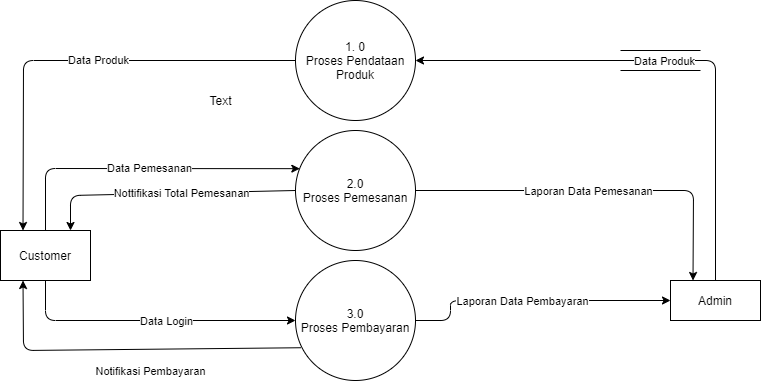 1. 0
Proses Pendataan
Produk
Data Produk
Data Produk
Text
Data Pemesanan
2.0
Proses Pemesanan
Nottifikasi Total Pemesanan
Laporan Data Pemesanan
Customer
Admin
Laporan Data Pembayaran
3.0
Proses Pembayaran
Data Login
Notifikasi Pembayaran